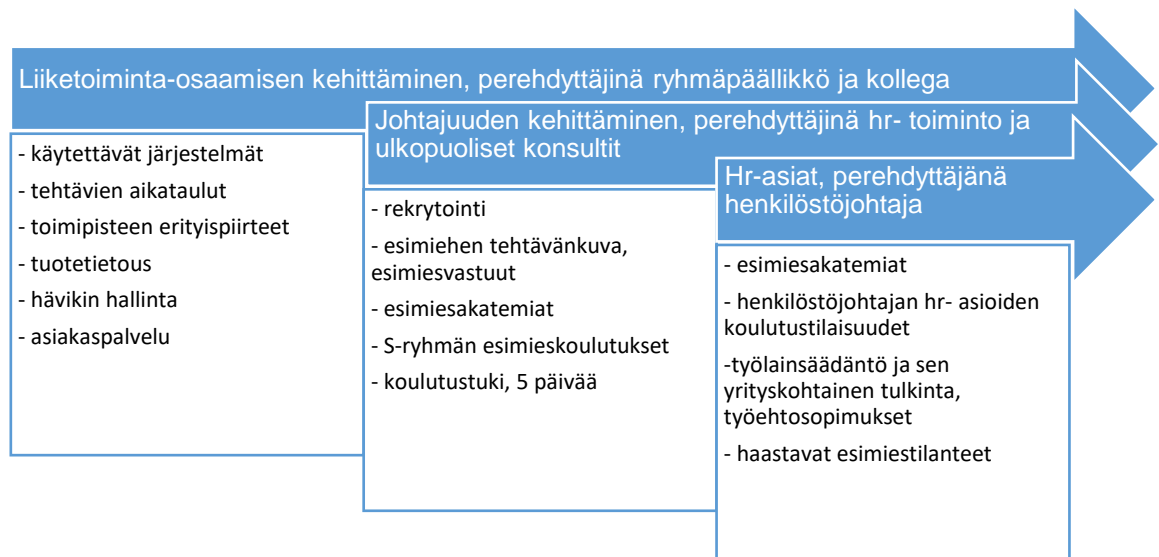 Liiketoiminta-osaamisen kehittäminen, perehdyttäjinä ryhmäpäällikkö ja kollega
- käytettävät järjestelmät
- tehtävien aikataulut
- toimipisteen erityispiirteet
- tuotetietous
- hävikin hallinta
- asiakaspalvelu
Johtajuuden kehittäminen, perehdyttäjinä hr- toiminto ja
ulkopuoliset konsultit
- rekrytointi
- esimiehen tehtävänkuva,
esimiesvastuut
- esimiesakatemiat
- S-ryhmän esimieskoulutukset
- koulutustuki, 5 päivää
Hr-asiat, perehdyttäjänä
henkilöstöjohtaja
- esimiesakatemiat
- henkilöstöjohtajan hr- asioiden
koulutustilaisuudet
-työlainsäädäntö ja sen
yrityskohtainen tulkinta,
työehtosopimukset
- haastavat esimiestilanteet